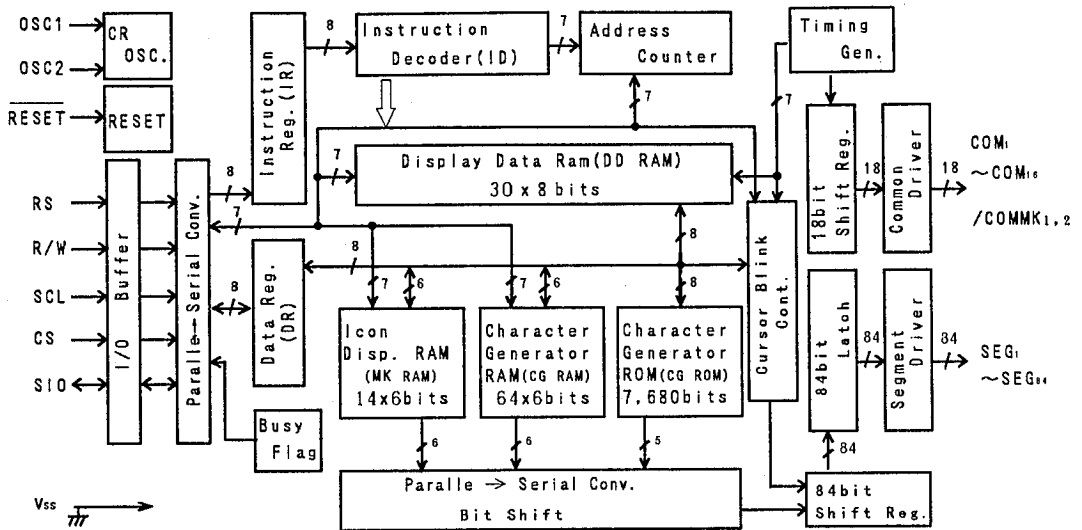 OSC1
OSC2
CR
OSC.
RESET
RESET
Instruction
Reg. (IR)
8
Instruction
Decoder(ID)
7
Address
Counter
Timing
Gen.
7
7
7
Display Data Ram(DD RAM)
30 x 8 bits
18bit
Shift Reg.
18
Common
Driver
18
COM1
~COM16
/COMMK1, 2
RS
R/W
SCL
CS
SIO
I/O Buffer
Paralle→Serial Conv.
8
7
8
Data Reg.
(DR)
8
8
7
6
7
6
8
Icon
Disp. RAM
(MK RAM)
14x6bits
Character
Generator
RAM(CG RAM)
64x6bits
Character
Generator
ROM(CG ROM)
7,680bits
Cursor Blink
Cont.
84bit
Latoh
84
Segment
Driver
84
SEG1
~SEG84
Busy
Flag
6
6
5
84
Paralle → Serial Conv.
Bit Shift
84bit
Shift Reg.
Vss